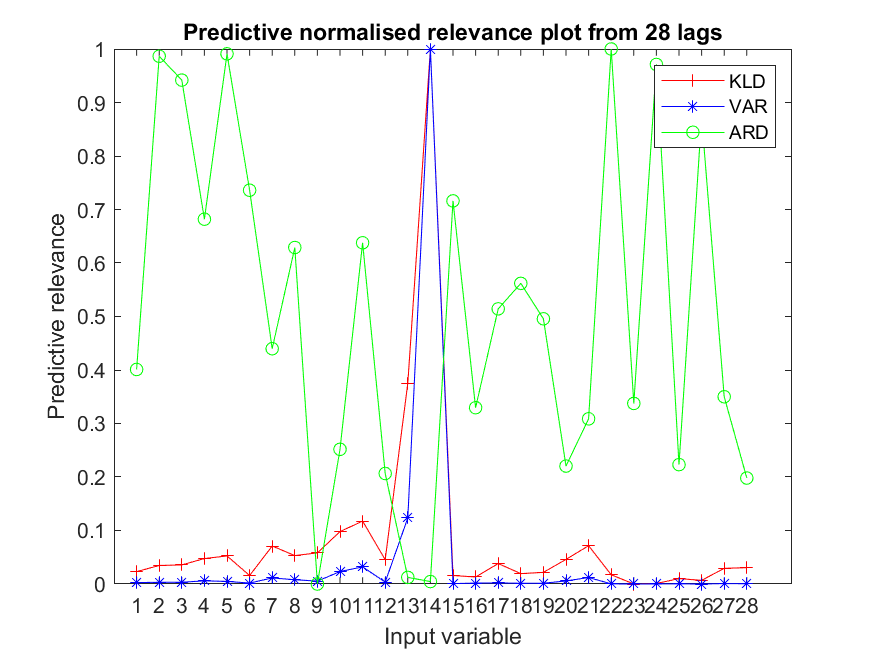 Predictive normalised relevance plot from 28 lags
1
0.9
0.8
0.7
0.6
0.5
0.4
0.3
0.2
0.1
0
Predictive relevance
KLD
VAR
ARD
1 2 3 4 5 6 7 8 9 10 11 12 13 14 15 16 17 18 19 20 21 22 23 24 25 26 27 28
Input variable